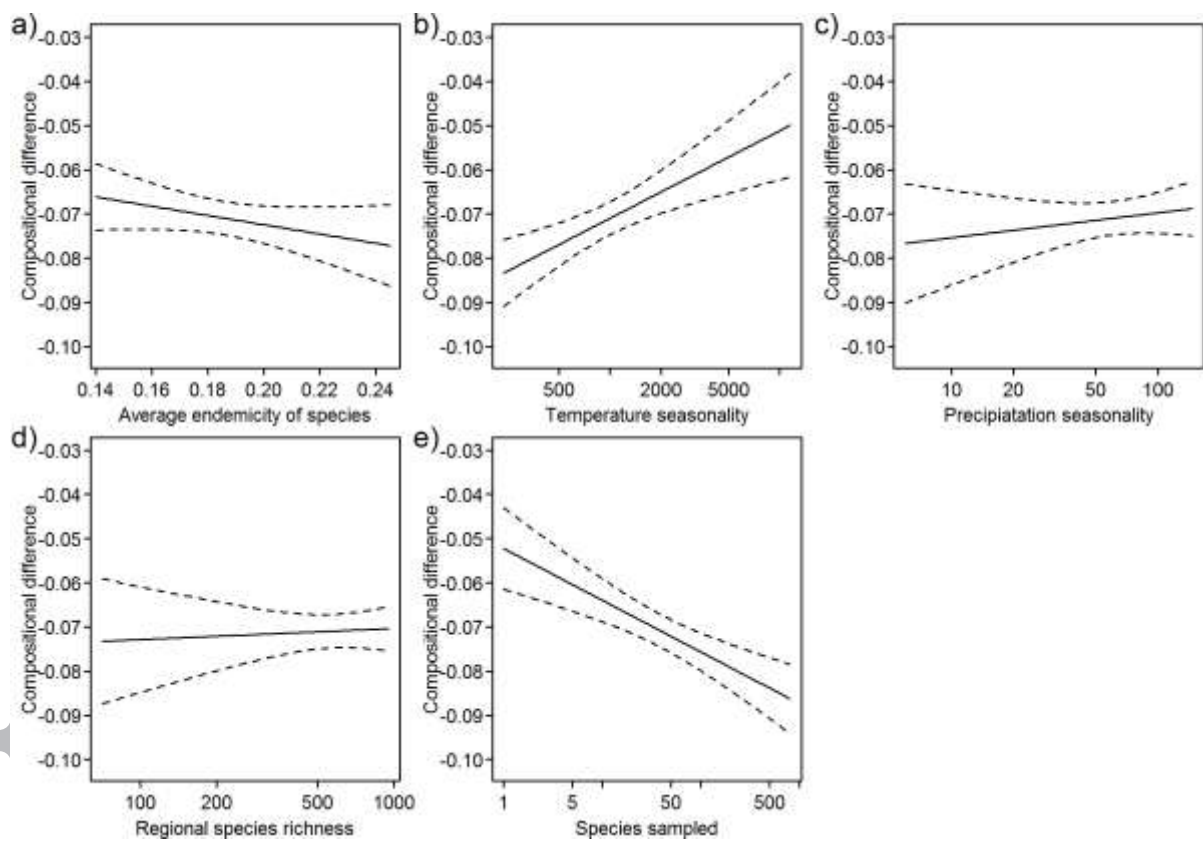 a)
-0.03
-0.04
-0.05
-0.06
-0.07
-0.08
-0.09
-0.10
Compositional difference
0.14 0.16 0.18 0.20 0.22 0.24
Average endemicity of species
b)
-0.03
-0.04
-0.05
-0.06
-0.07
-0.08
-0.09
-0.10
Compositional difference
500 2000 5000
Temperature seasonality
c)
-0.03
-0.04
-0.05
-0.06
-0.07
-0.08
-0.09
-0.10
Compositional difference
10 20 50 100
Precipiatation seasonality
d)
-0.03
-0.04
-0.05
-0.06
-0.07
-0.08
-0.09
-0.10
Compositional difference
100 200 500 1000
Regional species richness
e)
-0.03
-0.04
-0.05
-0.06
-0.07
-0.08
-0.09
-0.10
Compositional difference
1 5 50 500
Species sampled